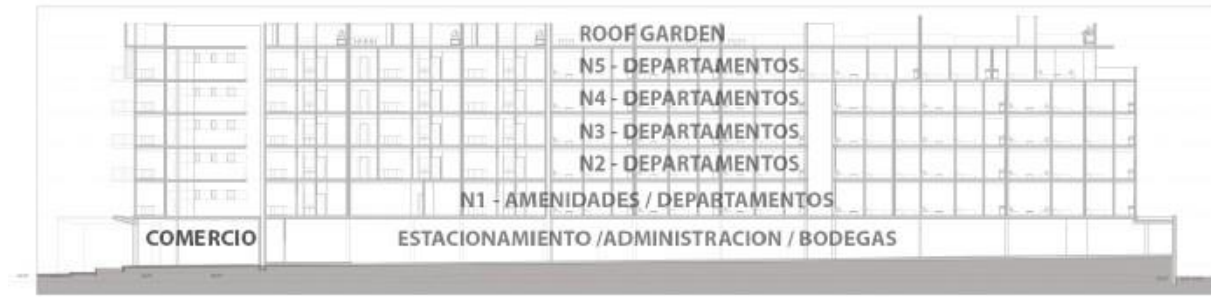 ROOF GARDEN
N5 - DEPARTAMENTOS
N4 - DEPARTAMENTOS
N3 - DEPARTAMENTOS
N2 - DEPARTAMENTOS
N1 - AMENIDADES / DEPARTAMENTOS
COMERCIO
ESTACIONAMIENTO /ADMINISTRACION / BODEGAS